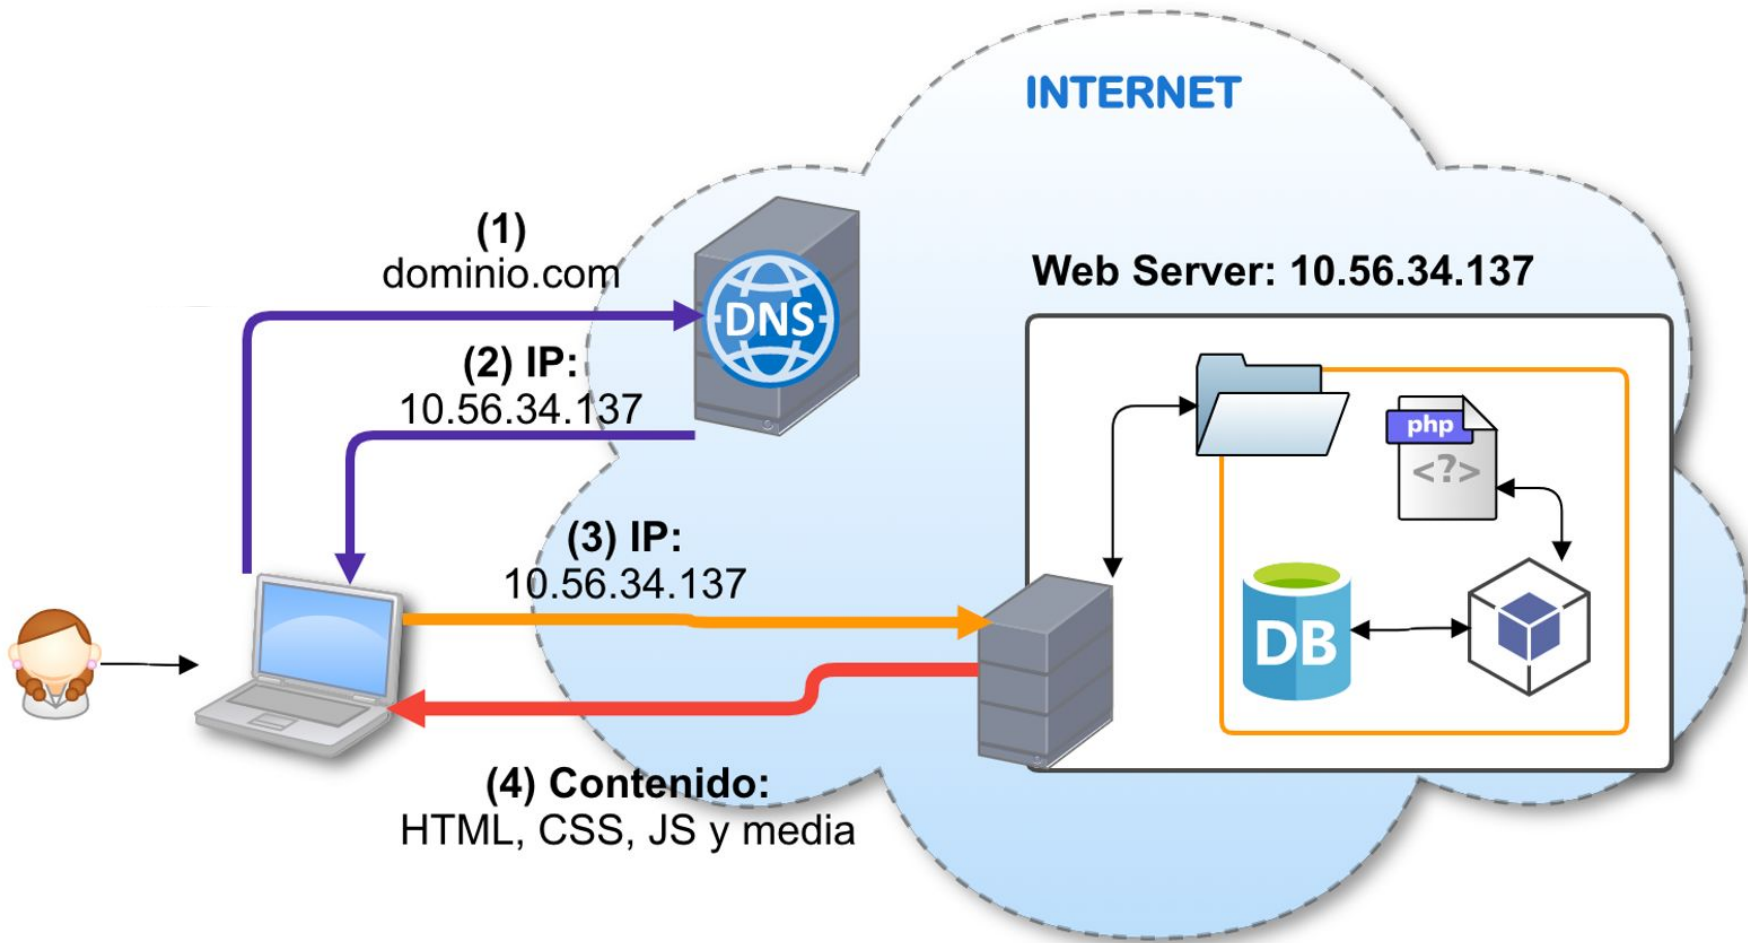 INTERNET
(1)
dominio.com
DNS
(2) IP:
10.56.34.137
Web Server: 10.56.34.137
php
<?>
(3) IP:
10.56.34.137
DB
(4) Contenido:
HTML, CSS, JS y media